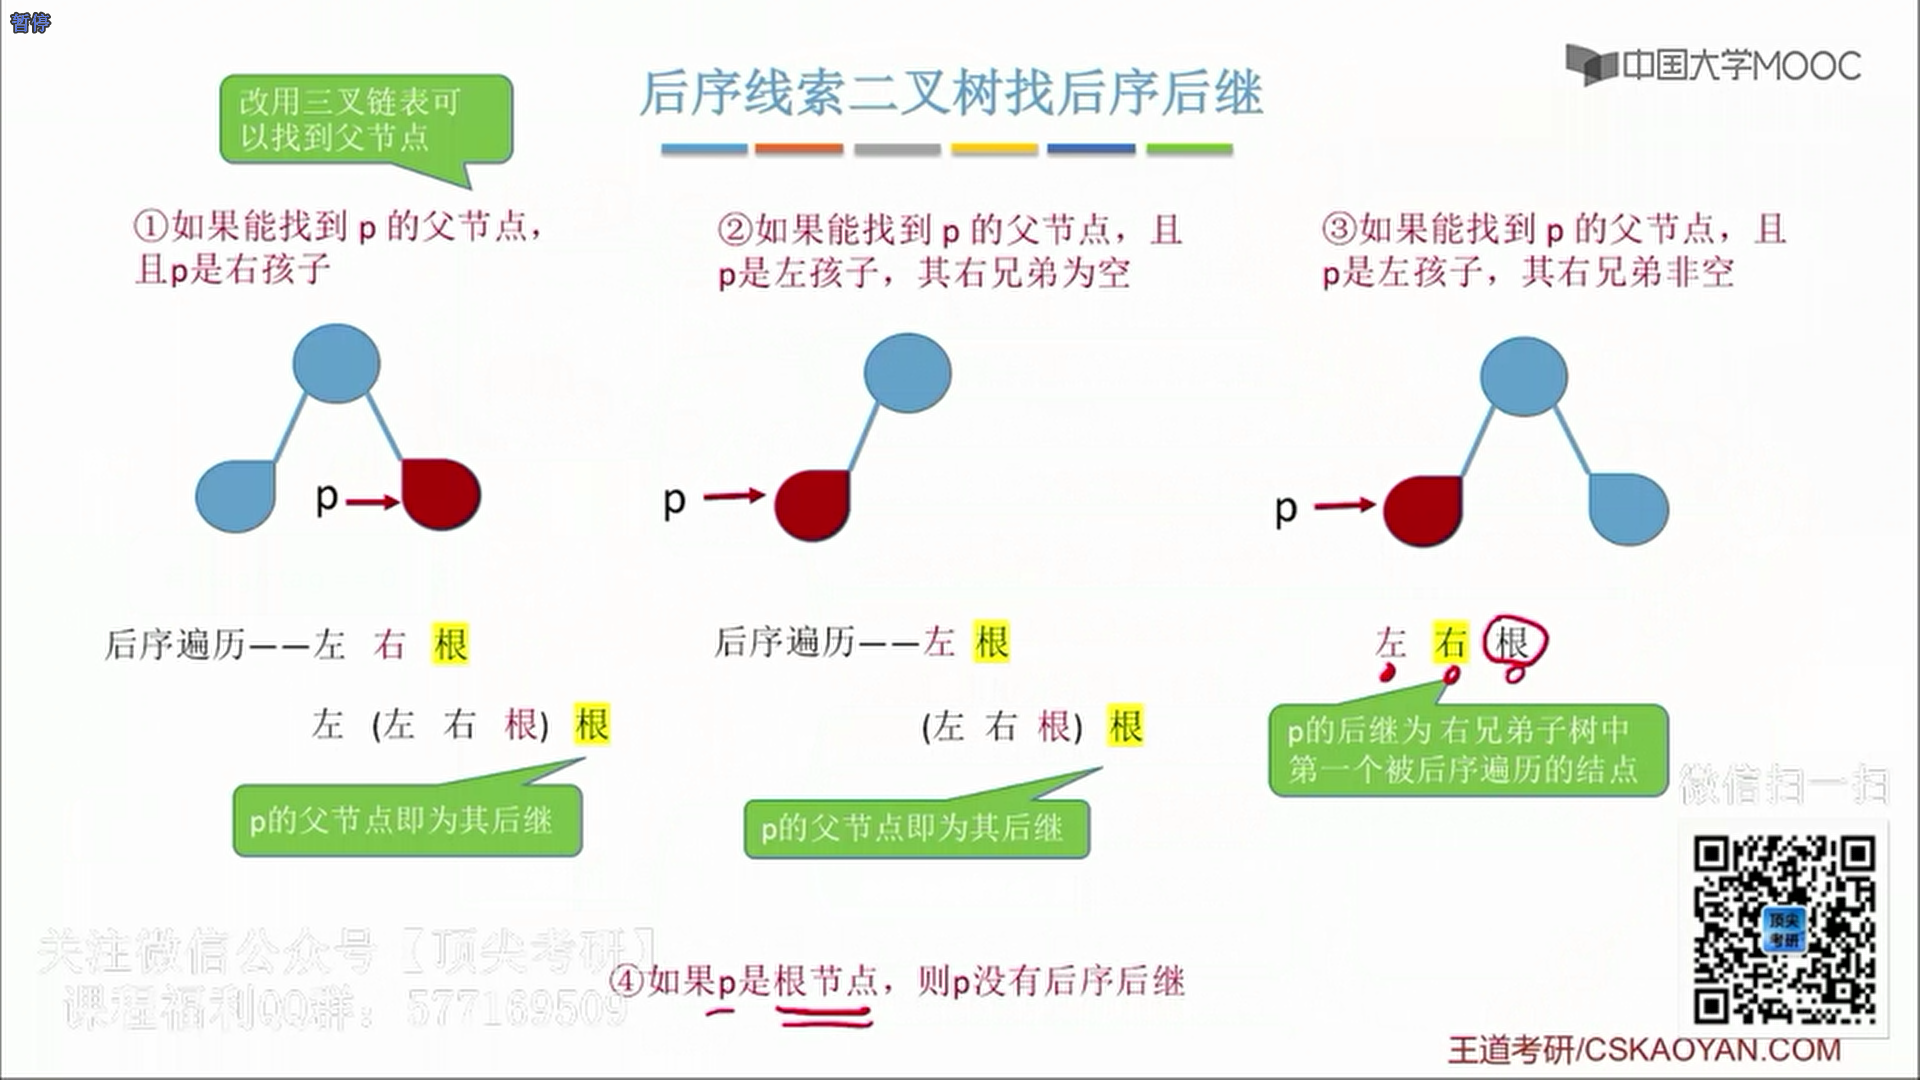 暂停
中国大学MOOC
后序线索二叉树找后序后继
改用三叉链表可
以找到父节点
①如果能找到 p 的父节点，
且p是右孩子
p
后序遍历——左 右 根
左 (左 右 根) 根
p的父节点即为其后继
②如果能找到 p 的父节点，且
p是左孩子，其右兄弟为空
p
后序遍历——左 根
(左 右 根) 根
p的父节点即为其后继
③如果能找到 p 的父节点，且
p是左孩子，其右兄弟非空
p
左 右 根
p的后继为 右兄弟子树中
第一个被后序遍历的结点
④如果p是根节点，则p没有后序后继
关注微信公众号【顶尖考研】
课程福利QQ群：577169509
微信扫一扫
顶尖
考研
王道考研/CSKAOYAN.COM